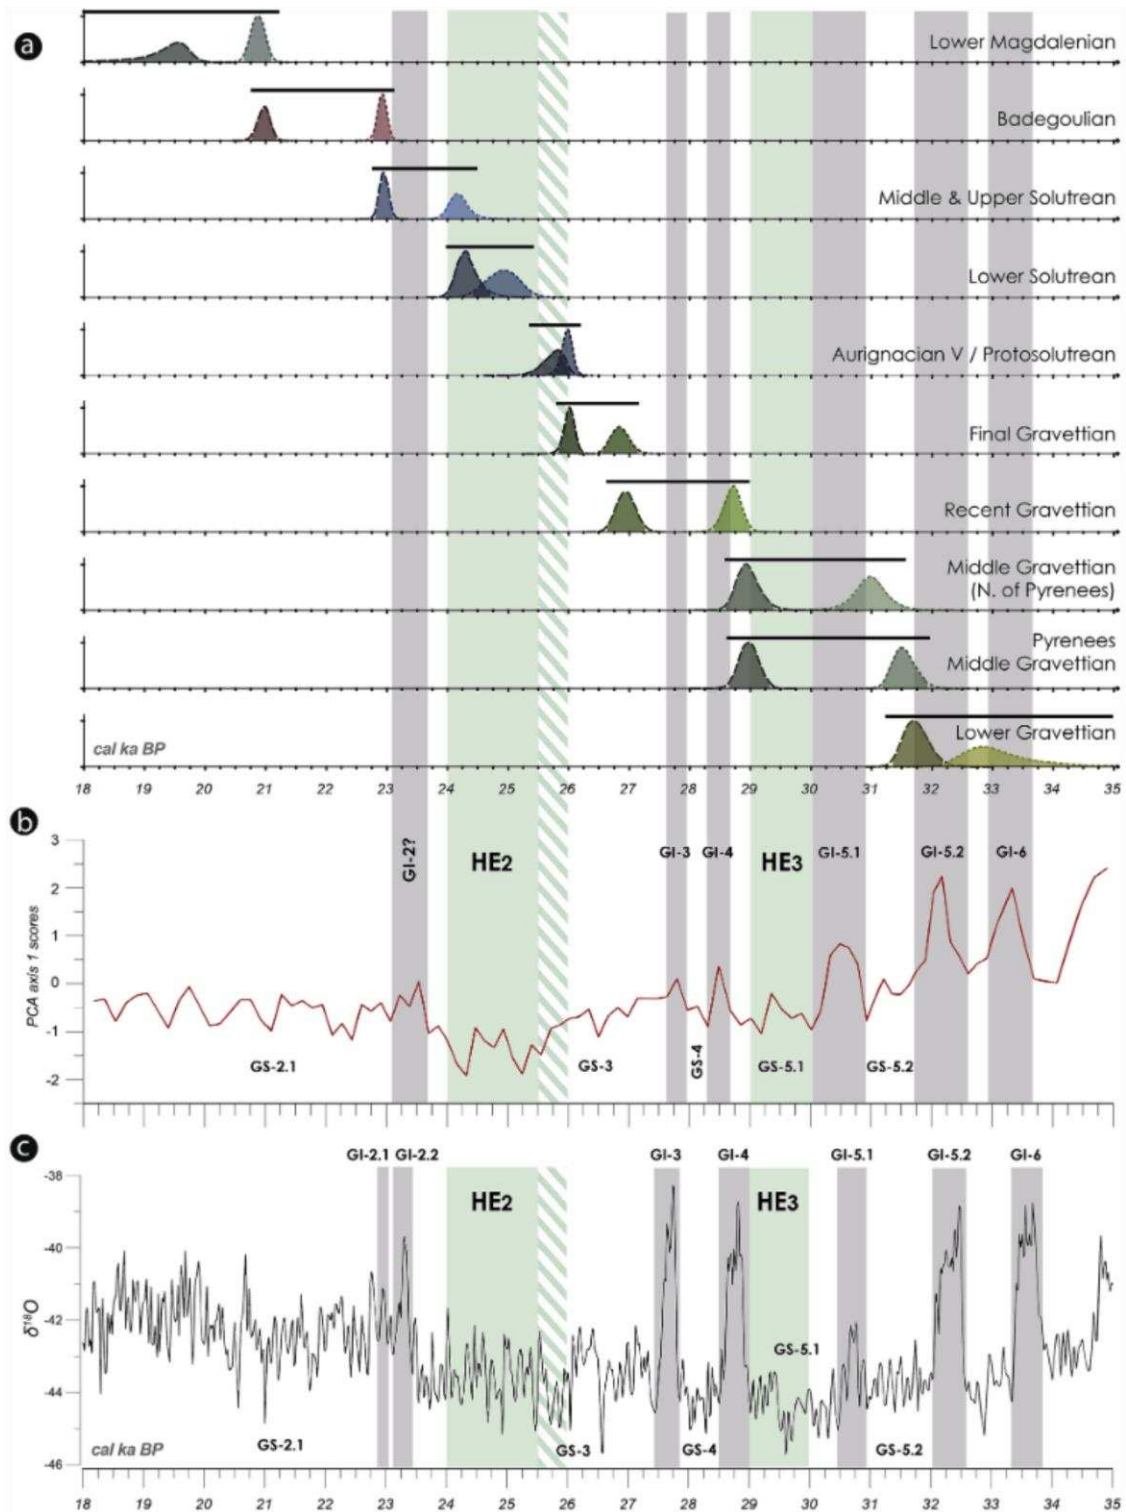 a
Lower Magdalenian
Badegoulian
Middle & Upper Solutrean
Lower Solutrean
Aurignacian V / Protosolutrean
Final Gravettian
Recent Gravettian
Middle Gravettian
(N. of Pyrenees)
Pyrenees
Middle Gravettian
Lower Gravettian
cal ka BP
18 19 20 21 22 23 24 25 26 27 28 29 30 31 32 33 34 35
b
3
2
1
0
-1
-2
PCA axis 1 scores
GI-2?
HE2
GI-3
GI-4
HE3
GI-5.1
GI-5.2
GI-6
GS-2.1
GS-3
GS-4
GS-5.1
GS-5.2
c
GI-2.1
GI-2.2
GI-3
GI-4
GI-5.1
GI-5.2
GI-6
-38
-40
-42
-44
-46
δ¹⁸O
HE2
HE3
GS-5.1
GS-2.1
GS-3
GS-4
GS-5.2
cal ka BP
18 19 20 21 22 23 24 25 26 27 28 29 30 31 32 33 34 35